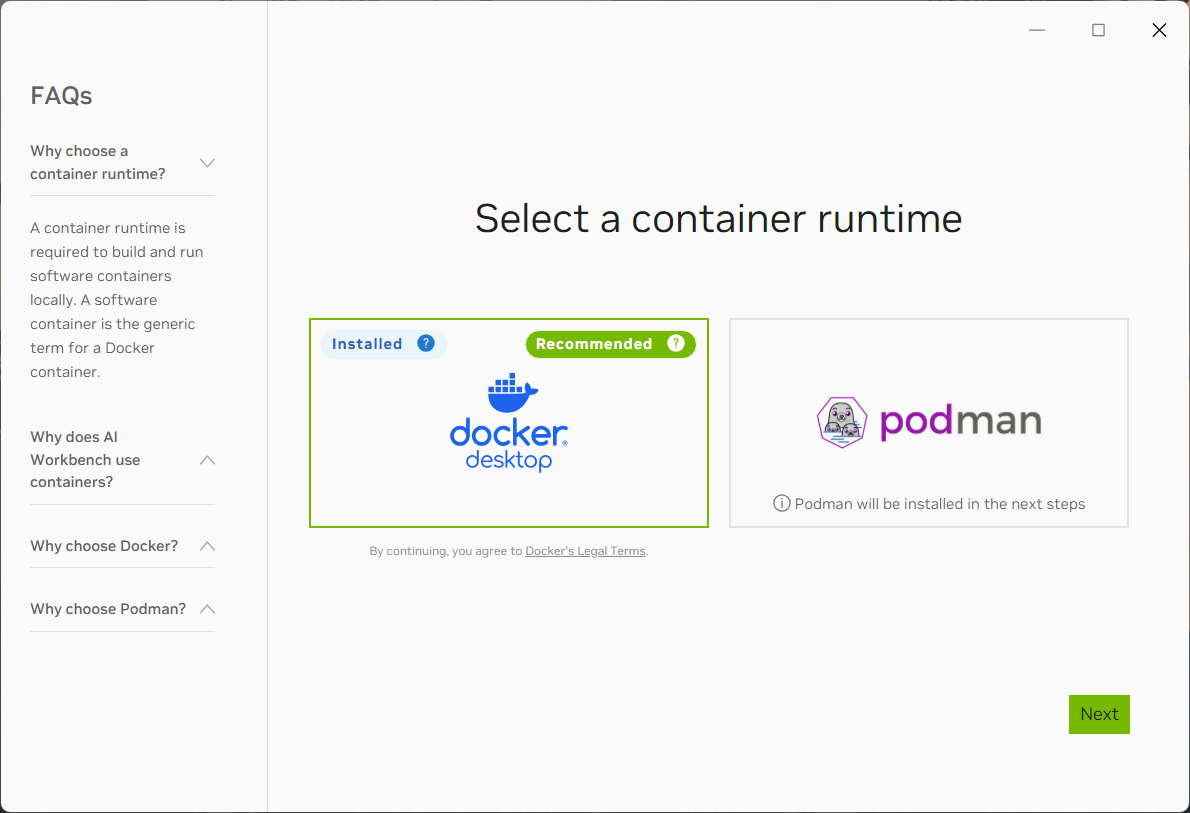 FAQs
Why choose a
container runtime?
A container runtime is
required to build and run
software containers
locally. A software
container is the generic
term for a Docker
container.
Why does AI
Workbench use
containers?
Why choose Docker?
Why choose Podman?
Select a container runtime
Installed ?
Recommended ?
docker
desktop
By continuing, you agree to Docker's Legal Terms.
podman
Podman will be installed in the next steps
Next